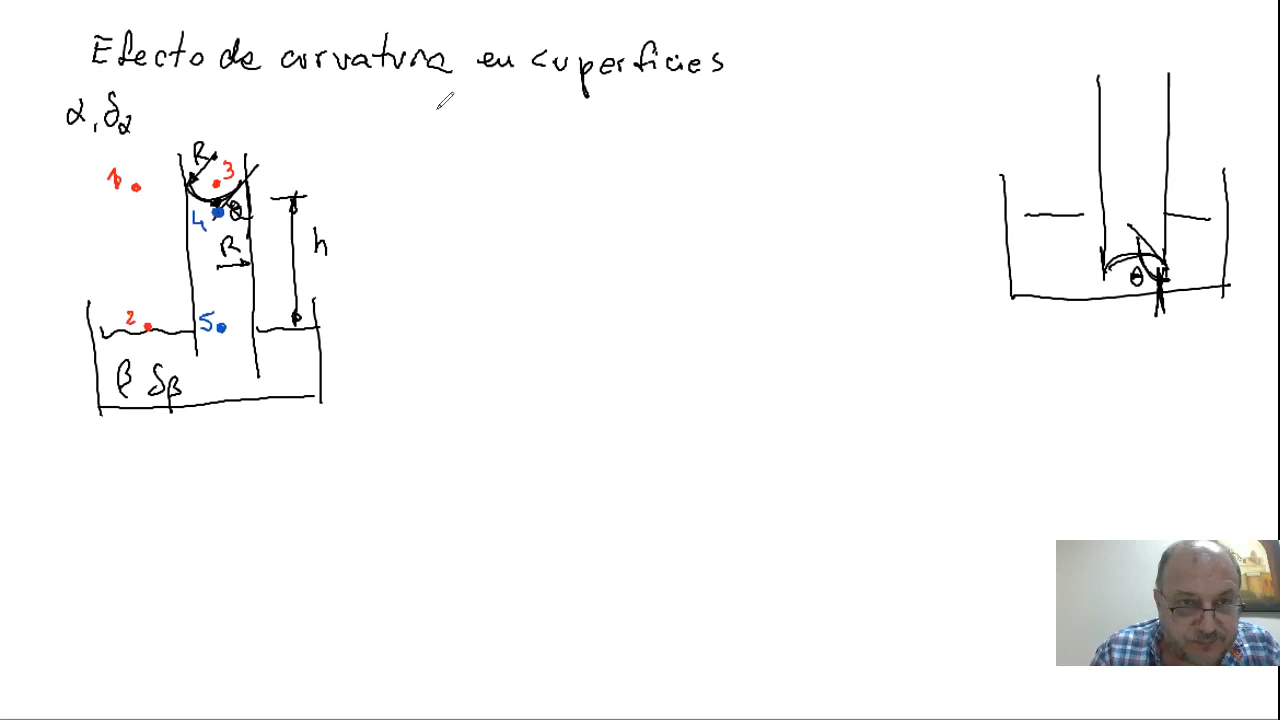 Efecto de curvatura en superficies
α, δα
R
3
1
4
θ
R
h
2
5
β δβ
θ